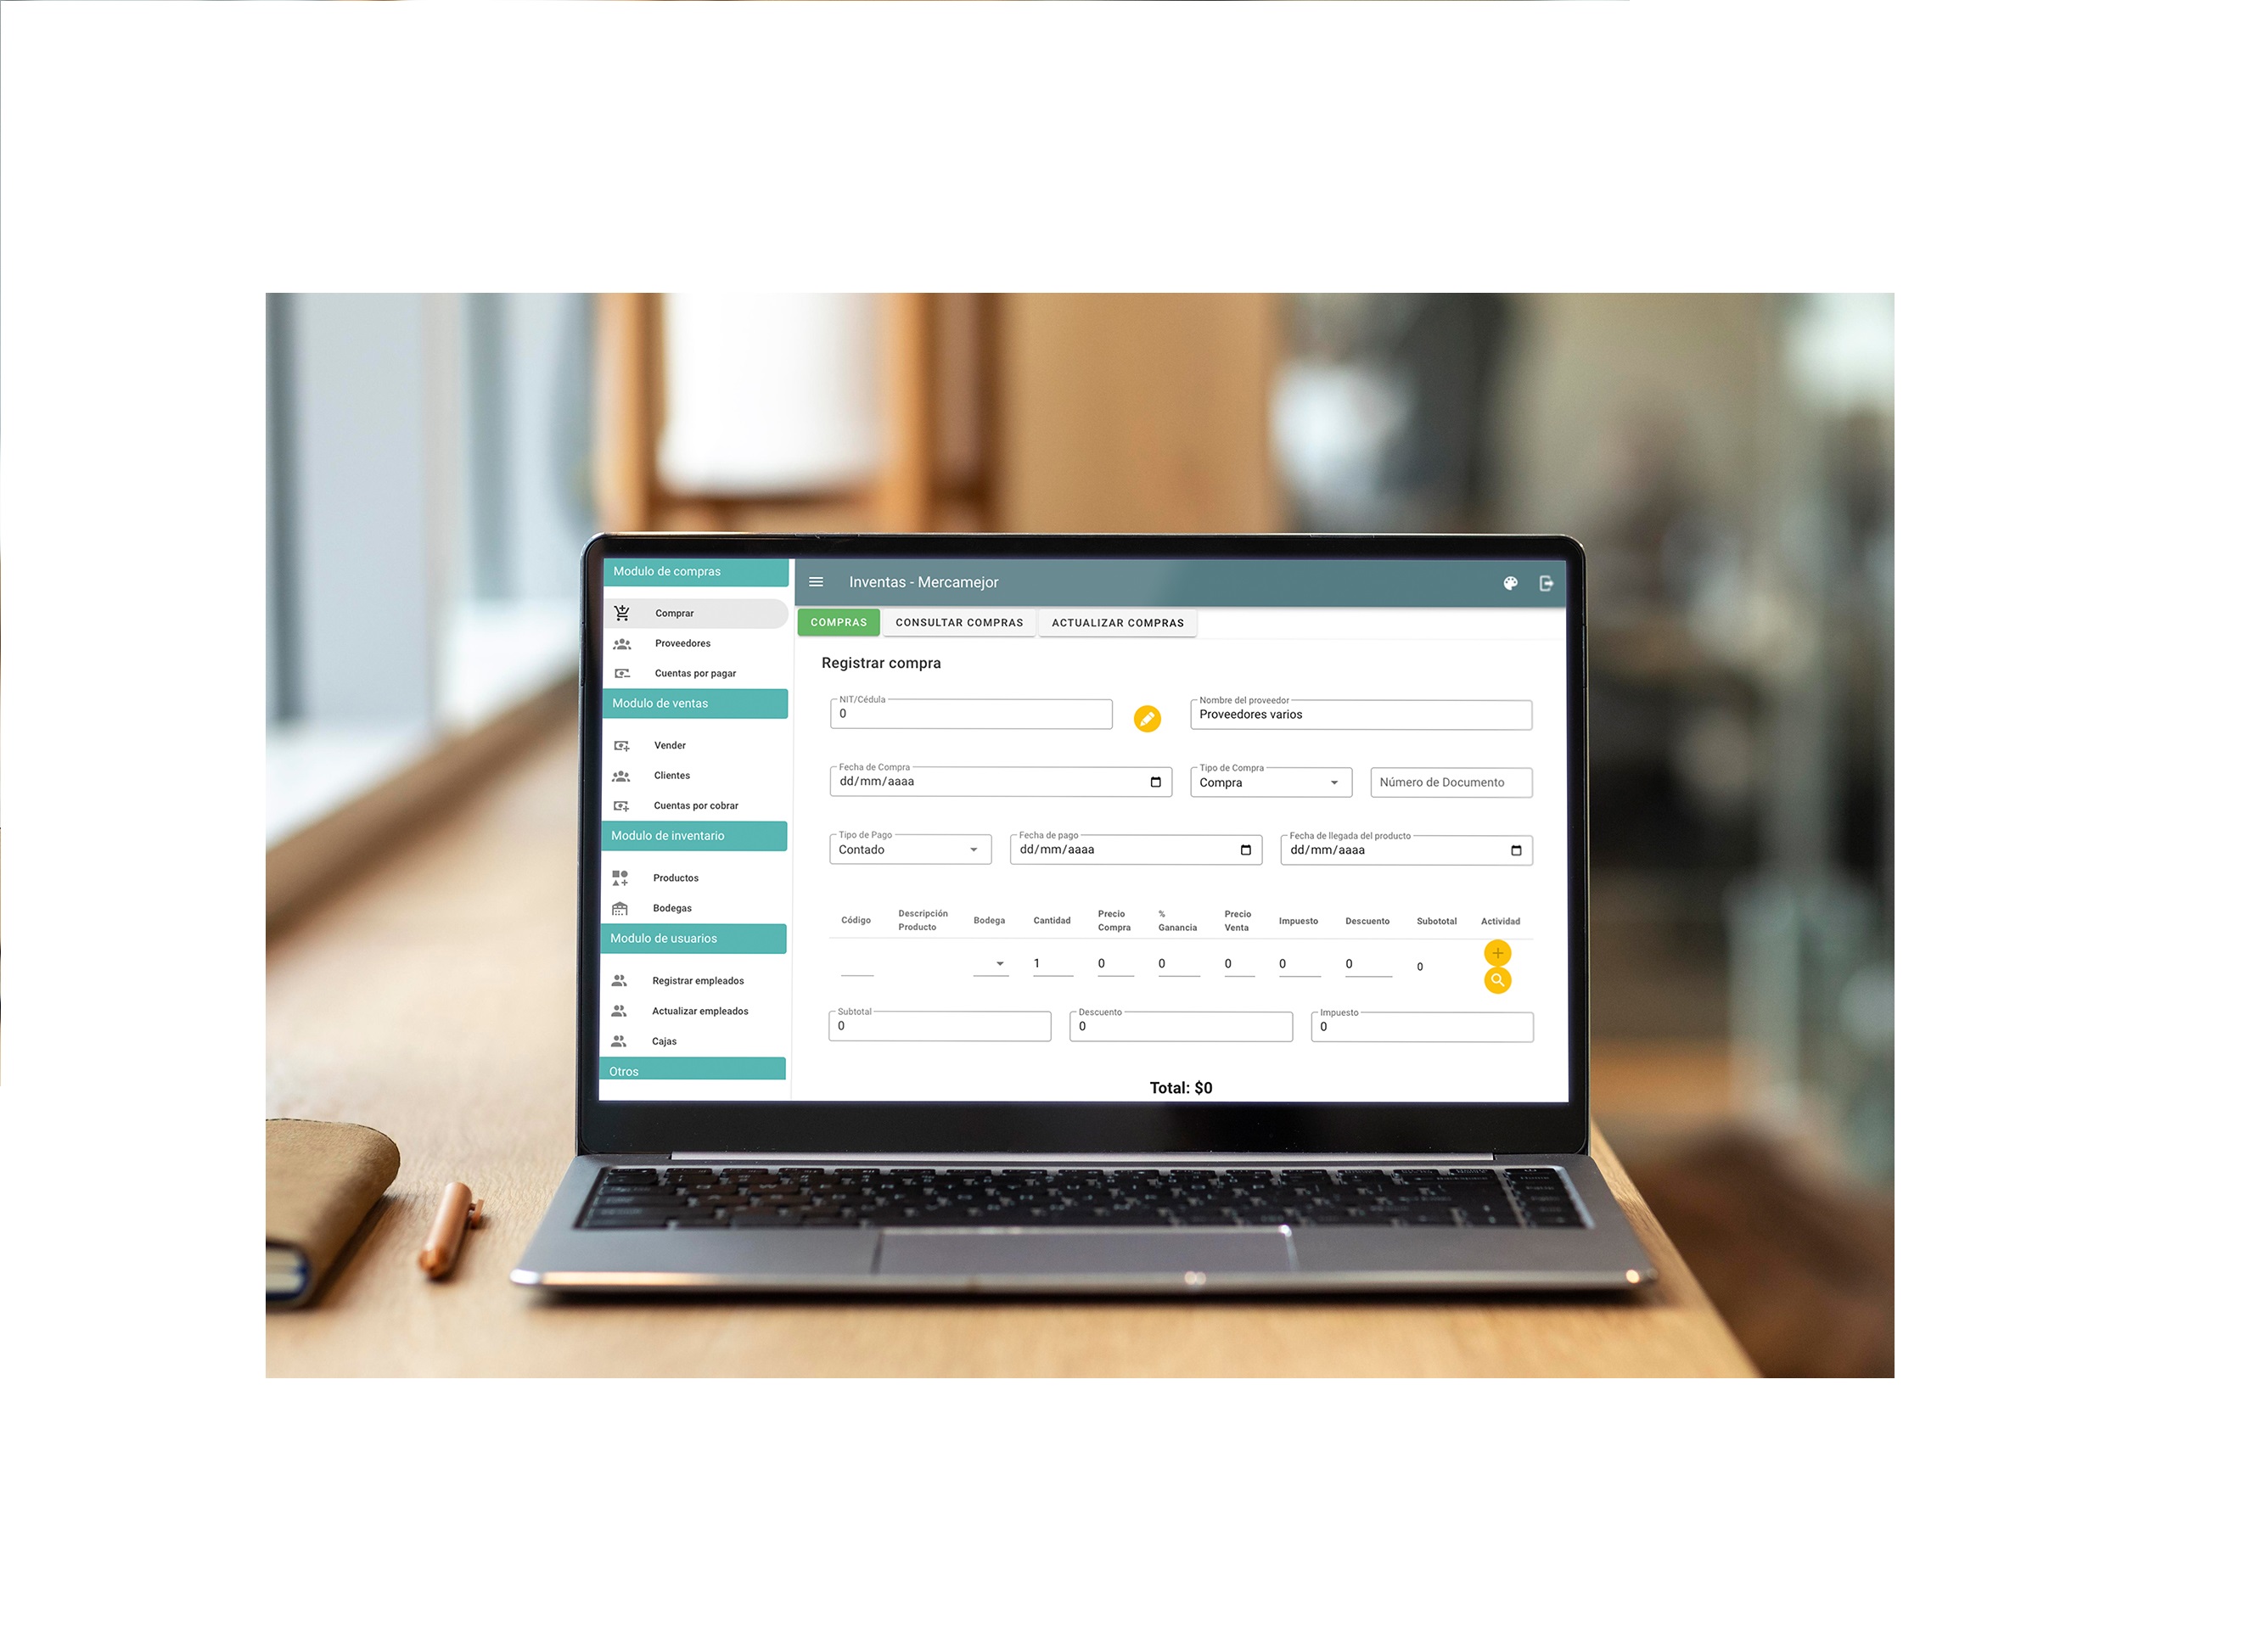 Modulo de compras
Comprar
Proveedores
Cuentas por pagar
Modulo de ventas
Vender
Clientes
Cuentas por cobrar
Modulo de inventario
Productos
Bodegas
Modulo de usuarios
Registrar empleados
Actualizar empleados
Cajas
Otros
Inventas - Mercamejor
COMPRAS CONSULTAR COMPRAS ACTUALIZAR COMPRAS
Registrar compra
NIT/Cédula
0
Nombre del proveedor
Proveedores varios
Fecha de Compra
dd/mm/aaaa
Tipo de Compra
Compra
Número de Documento
Tipo de Pago
Contado
Fecha de pago
dd/mm/aaaa
Fecha de llegada del producto
dd/mm/aaaa
Código
Descripción
Producto
Bodega
Cantidad
Precio
Compra
%
Ganancia
Precio
Venta
Impuesto
Descuento
Subototal
Actividad
1 0 0 0 0 0 0
Subtotal
0
Descuento
0
Impuesto
0
Total: $0